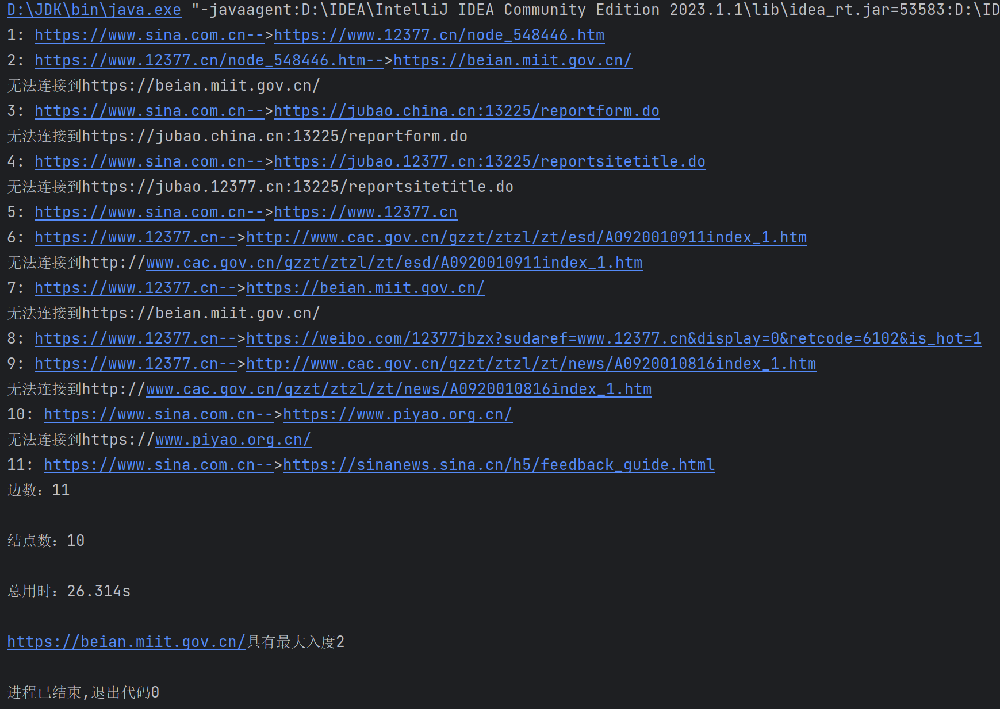 D:\JDK\bin\java.exe "-javaagent:D:\IDEA\IntelliJ IDEA Community Edition 2023.1.1\lib\idea_rt.jar=53583:D:\ID
1: https://www.sina.com.cn-->https://www.12377.cn/node_548446.htm
2: https://www.12377.cn/node_548446.htm-->https://beian.miit.gov.cn/
无法连接到https://beian.miit.gov.cn/
3: https://www.sina.com.cn-->https://jubao.china.cn:13225/reportform.do
无法连接到https://jubao.china.cn:13225/reportform.do
4: https://www.sina.com.cn-->https://jubao.12377.cn:13225/reportsitetitle.do
无法连接到https://jubao.12377.cn:13225/reportsitetitle.do
5: https://www.sina.com.cn-->https://www.12377.cn
6: https://www.12377.cn-->http://www.cac.gov.cn/gzzt/ztzl/zt/esd/A0920010911index_1.htm
无法连接到http://www.cac.gov.cn/gzzt/ztzl/zt/esd/A0920010911index_1.htm
7: https://www.12377.cn-->https://beian.miit.gov.cn/
无法连接到https://beian.miit.gov.cn/
8: https://www.12377.cn-->https://weibo.com/12377jbzx?sudaref=www.12377.cn&display=0&retcode=6102&is_hot=1
9: https://www.12377.cn-->http://www.cac.gov.cn/gzzt/ztzl/zt/news/A0920010816index_1.htm
无法连接到http://www.cac.gov.cn/gzzt/ztzl/zt/news/A0920010816index_1.htm
10: https://www.sina.com.cn-->https://www.piyao.org.cn/
无法连接到https://www.piyao.org.cn/
11: https://www.sina.com.cn-->https://sinanews.sina.cn/h5/feedback_guide.html
边数：11
结点数：10
总用时：26.314s
https://beian.miit.gov.cn/具有最大入度2
进程已结束,退出代码0